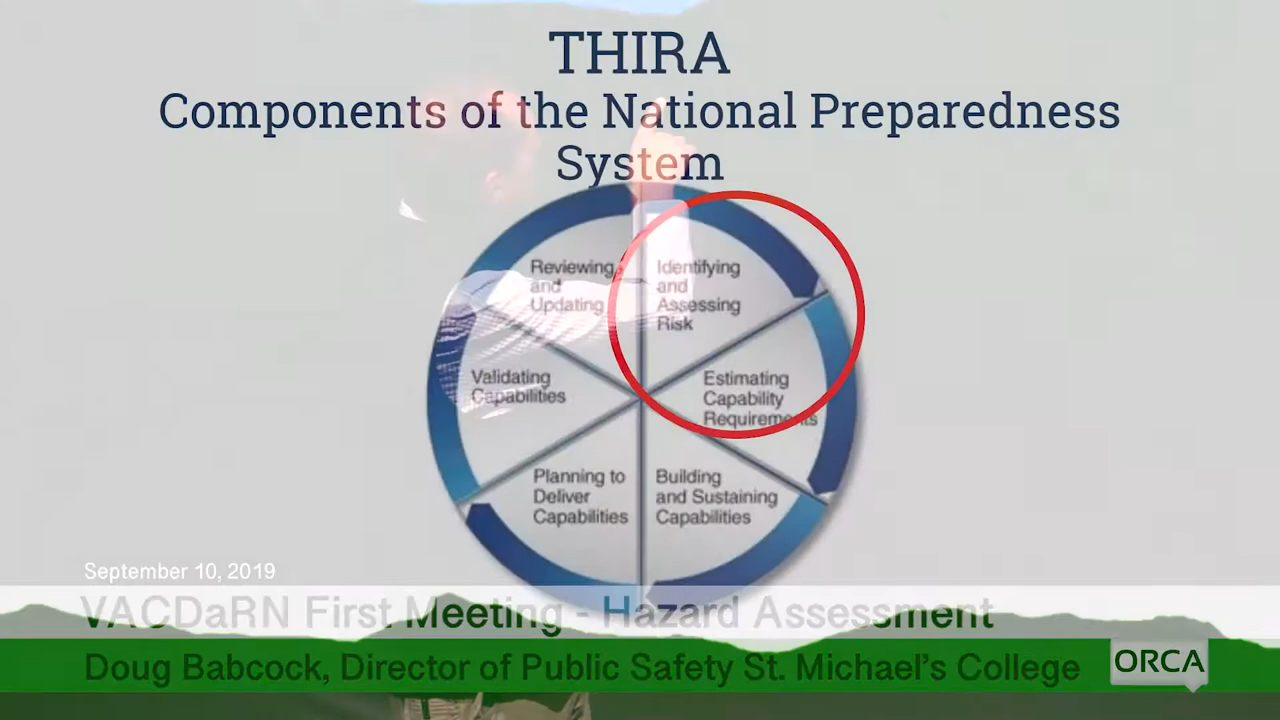 THIRA
Components of the National Preparedness
System
Reviewing
and
Updating
Identifying
and
Assessing
Risk
Validating
Capabilities
Estimating
Capability
Requirements
Planning to
Deliver
Capabilities
Building
and Sustaining
Capabilities
September 10, 2019
VACDaRN First Meeting - Hazard Assessment
Doug Babcock, Director of Public Safety St. Michael's College
ORCA